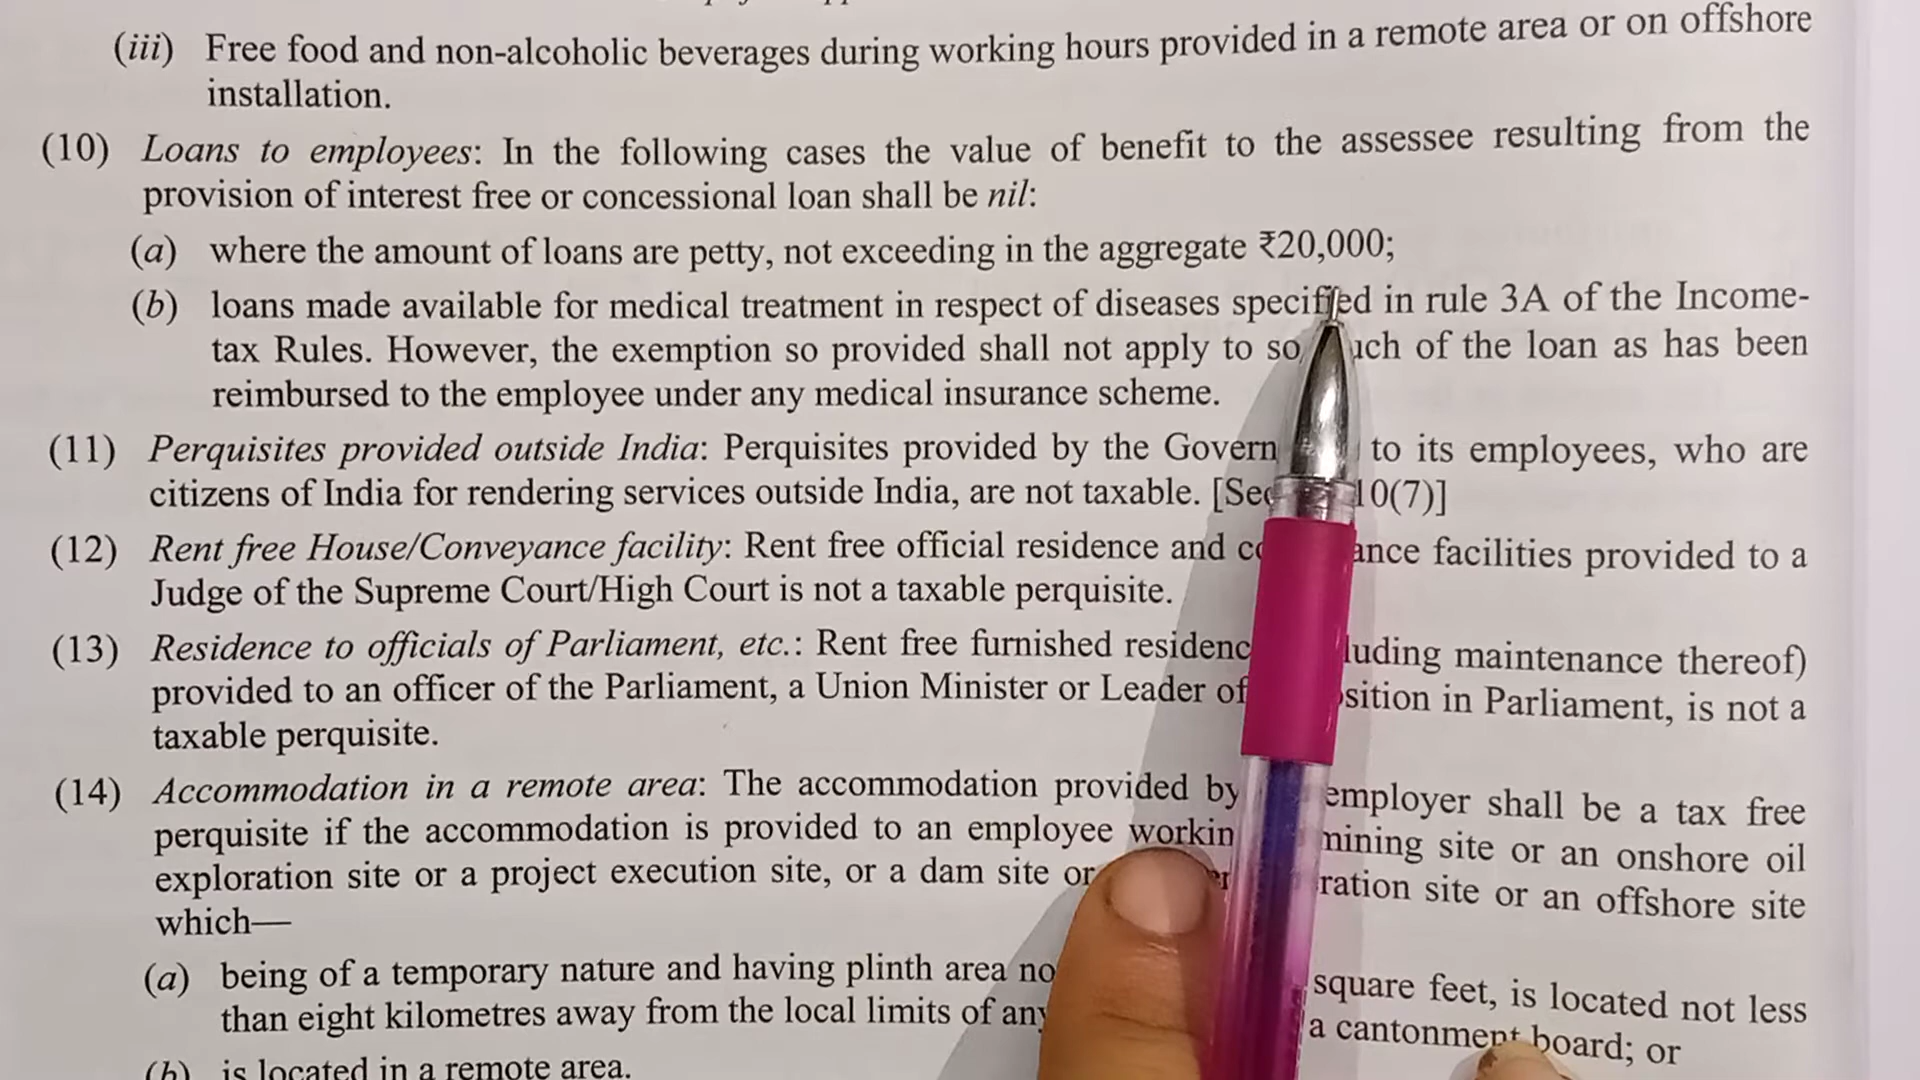 (iii) Free food and non-alcoholic beverages during working hours provided in a remote area or on offshore
installation.
(10) Loans to employees: In the following cases the value of benefit to the assessee resulting from the
provision of interest free or concessional loan shall be nil:
(a) where the amount of loans are petty, not exceeding in the aggregate ₹20,000;
(b) loans made available for medical treatment in respect of diseases specified in rule 3A of the Income-
tax Rules. However, the exemption so provided shall not apply to so uch of the loan as has been
reimbursed to the employee under any medical insurance scheme.
(11) Perquisites provided outside India: Perquisites provided by the Govern to its employees, who are
citizens of India for rendering services outside India, are not taxable. [Sec 10(7)]
(12) Rent free House/Conveyance facility: Rent free official residence and co ance facilities provided to a
Judge of the Supreme Court/High Court is not a taxable perquisite.
(13) Residence to officials of Parliament, etc.: Rent free furnished residenc luding maintenance thereof)
provided to an officer of the Parliament, a Union Minister or Leader of sition in Parliament, is not a
taxable perquisite.
(14) Accommodation in a remote area: The accommodation provided by employer shall be a tax free
perquisite if the accommodation is provided to an employee workin mining site or an onshore oil
exploration site or a project execution site, or a dam site or ration site or an offshore site
which—
(a) being of a temporary nature and having plinth area no square feet, is located not less
than eight kilometres away from the local limits of any a cantonment board; or
(b) is located in a remote area.